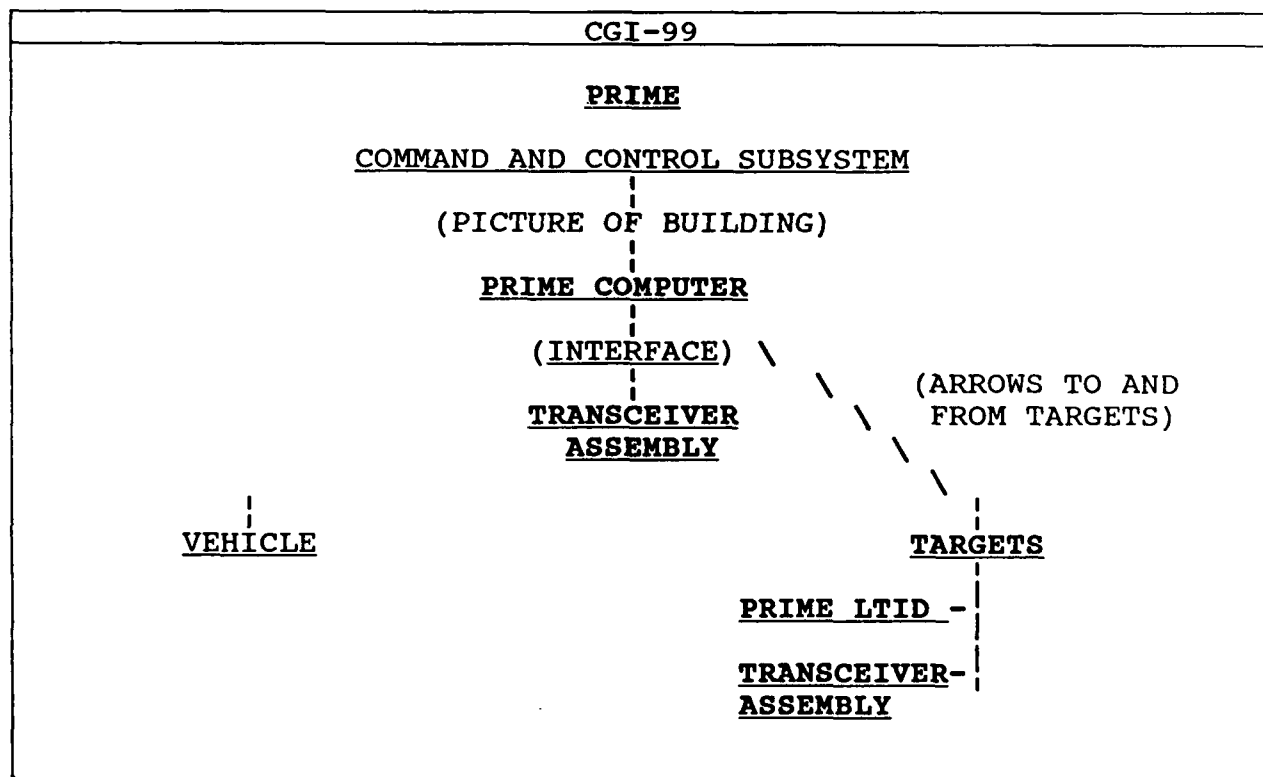 CGI-99
PRIME
COMMAND AND CONTROL SUBSYSTEM
(PICTURE OF BUILDING)
PRIME COMPUTER
(INTERFACE)
(ARROWS TO AND
FROM TARGETS)
TRANSCEIVER
ASSEMBLY
VEHICLE
TARGETS
PRIME LTID -
TRANSCEIVER-
ASSEMBLY